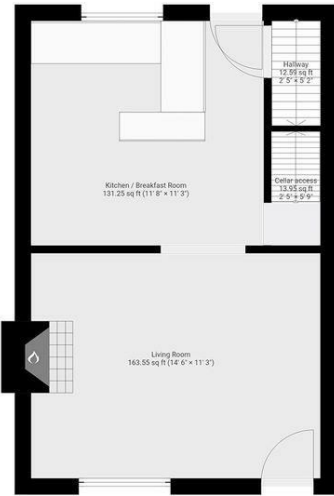 Hallway
12.59 sq ft
2' 5" × 5' 2"
Cellar access
13.95 sq ft
2' 5" × 5' 9"
Kitchen / Breakfast Room
131.25 sq ft (11' 8" × 11' 3")
Living Room
163.55 sq ft (14' 6" × 11' 3")